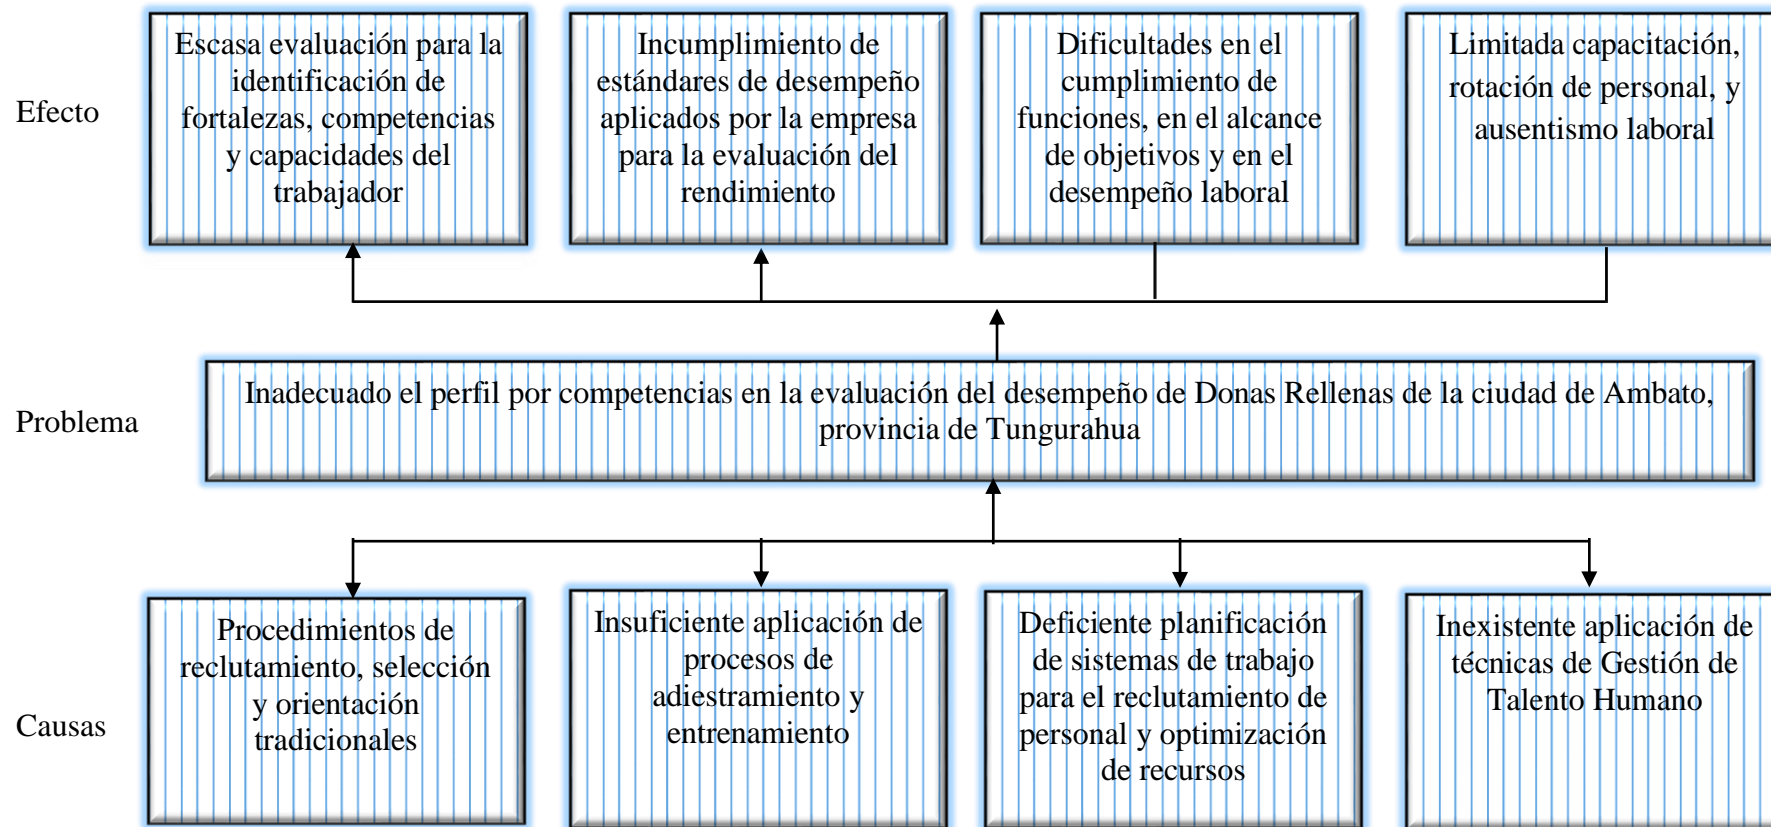 Efecto
Escasa evaluación para la
identificación de
fortalezas, competencias
y capacidades del
trabajador
Incumplimiento de
estándares de desempeño
aplicados por la empresa
para la evaluación del
rendimiento
Dificultades en el
cumplimiento de
funciones, en el alcance
de objetivos y en el
desempeño laboral
Limitada capacitación,
rotación de personal, y
ausentismo laboral
Problema
Inadecuado el perfil por competencias en la evaluación del desempeño de Donas Rellenas de la ciudad de Ambato,
provincia de Tungurahua
Causas
Procedimientos de
reclutamiento, selección
y orientación
tradicionales
Insuficiente aplicación de
procesos de
adiestramiento y
entrenamiento
Deficiente planificación
de sistemas de trabajo
para el reclutamiento de
personal y optimización
de recursos
Inexistente aplicación de
técnicas de Gestión de
Talento Humano